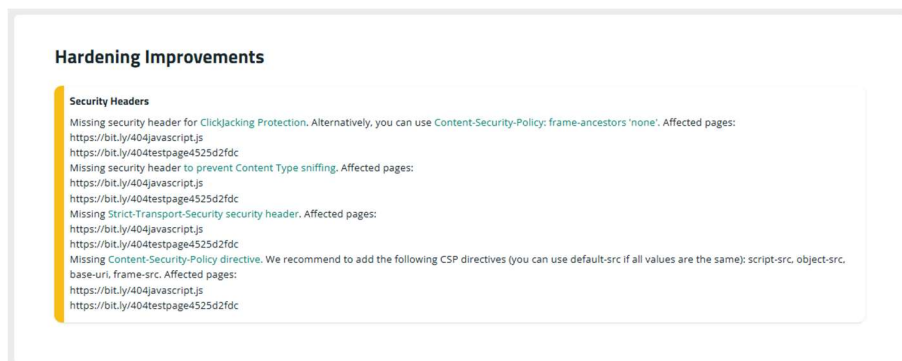 Hardening Improvements
Security Headers
Missing security header for ClickJacking Protection. Alternatively, you can use Content-Security-Policy: frame-ancestors 'none'. Affected pages:
https://bit.ly/404javascript.js
https://bit.ly/404testpage4525d2fdc
Missing security header to prevent Content Type sniffing. Affected pages:
https://bit.ly/404javascript.js
https://bit.ly/404testpage4525d2fdc
Missing Strict-Transport-Security security header. Affected pages:
https://bit.ly/404javascript.js
https://bit.ly/404testpage4525d2fdc
Missing Content-Security-Policy directive. We recommend to add the following CSP directives (you can use default-src if all values are the same): script-src, object-src,
base-uri, frame-src. Affected pages:
https://bit.ly/404javascript.js
https://bit.ly/404testpage4525d2fdc